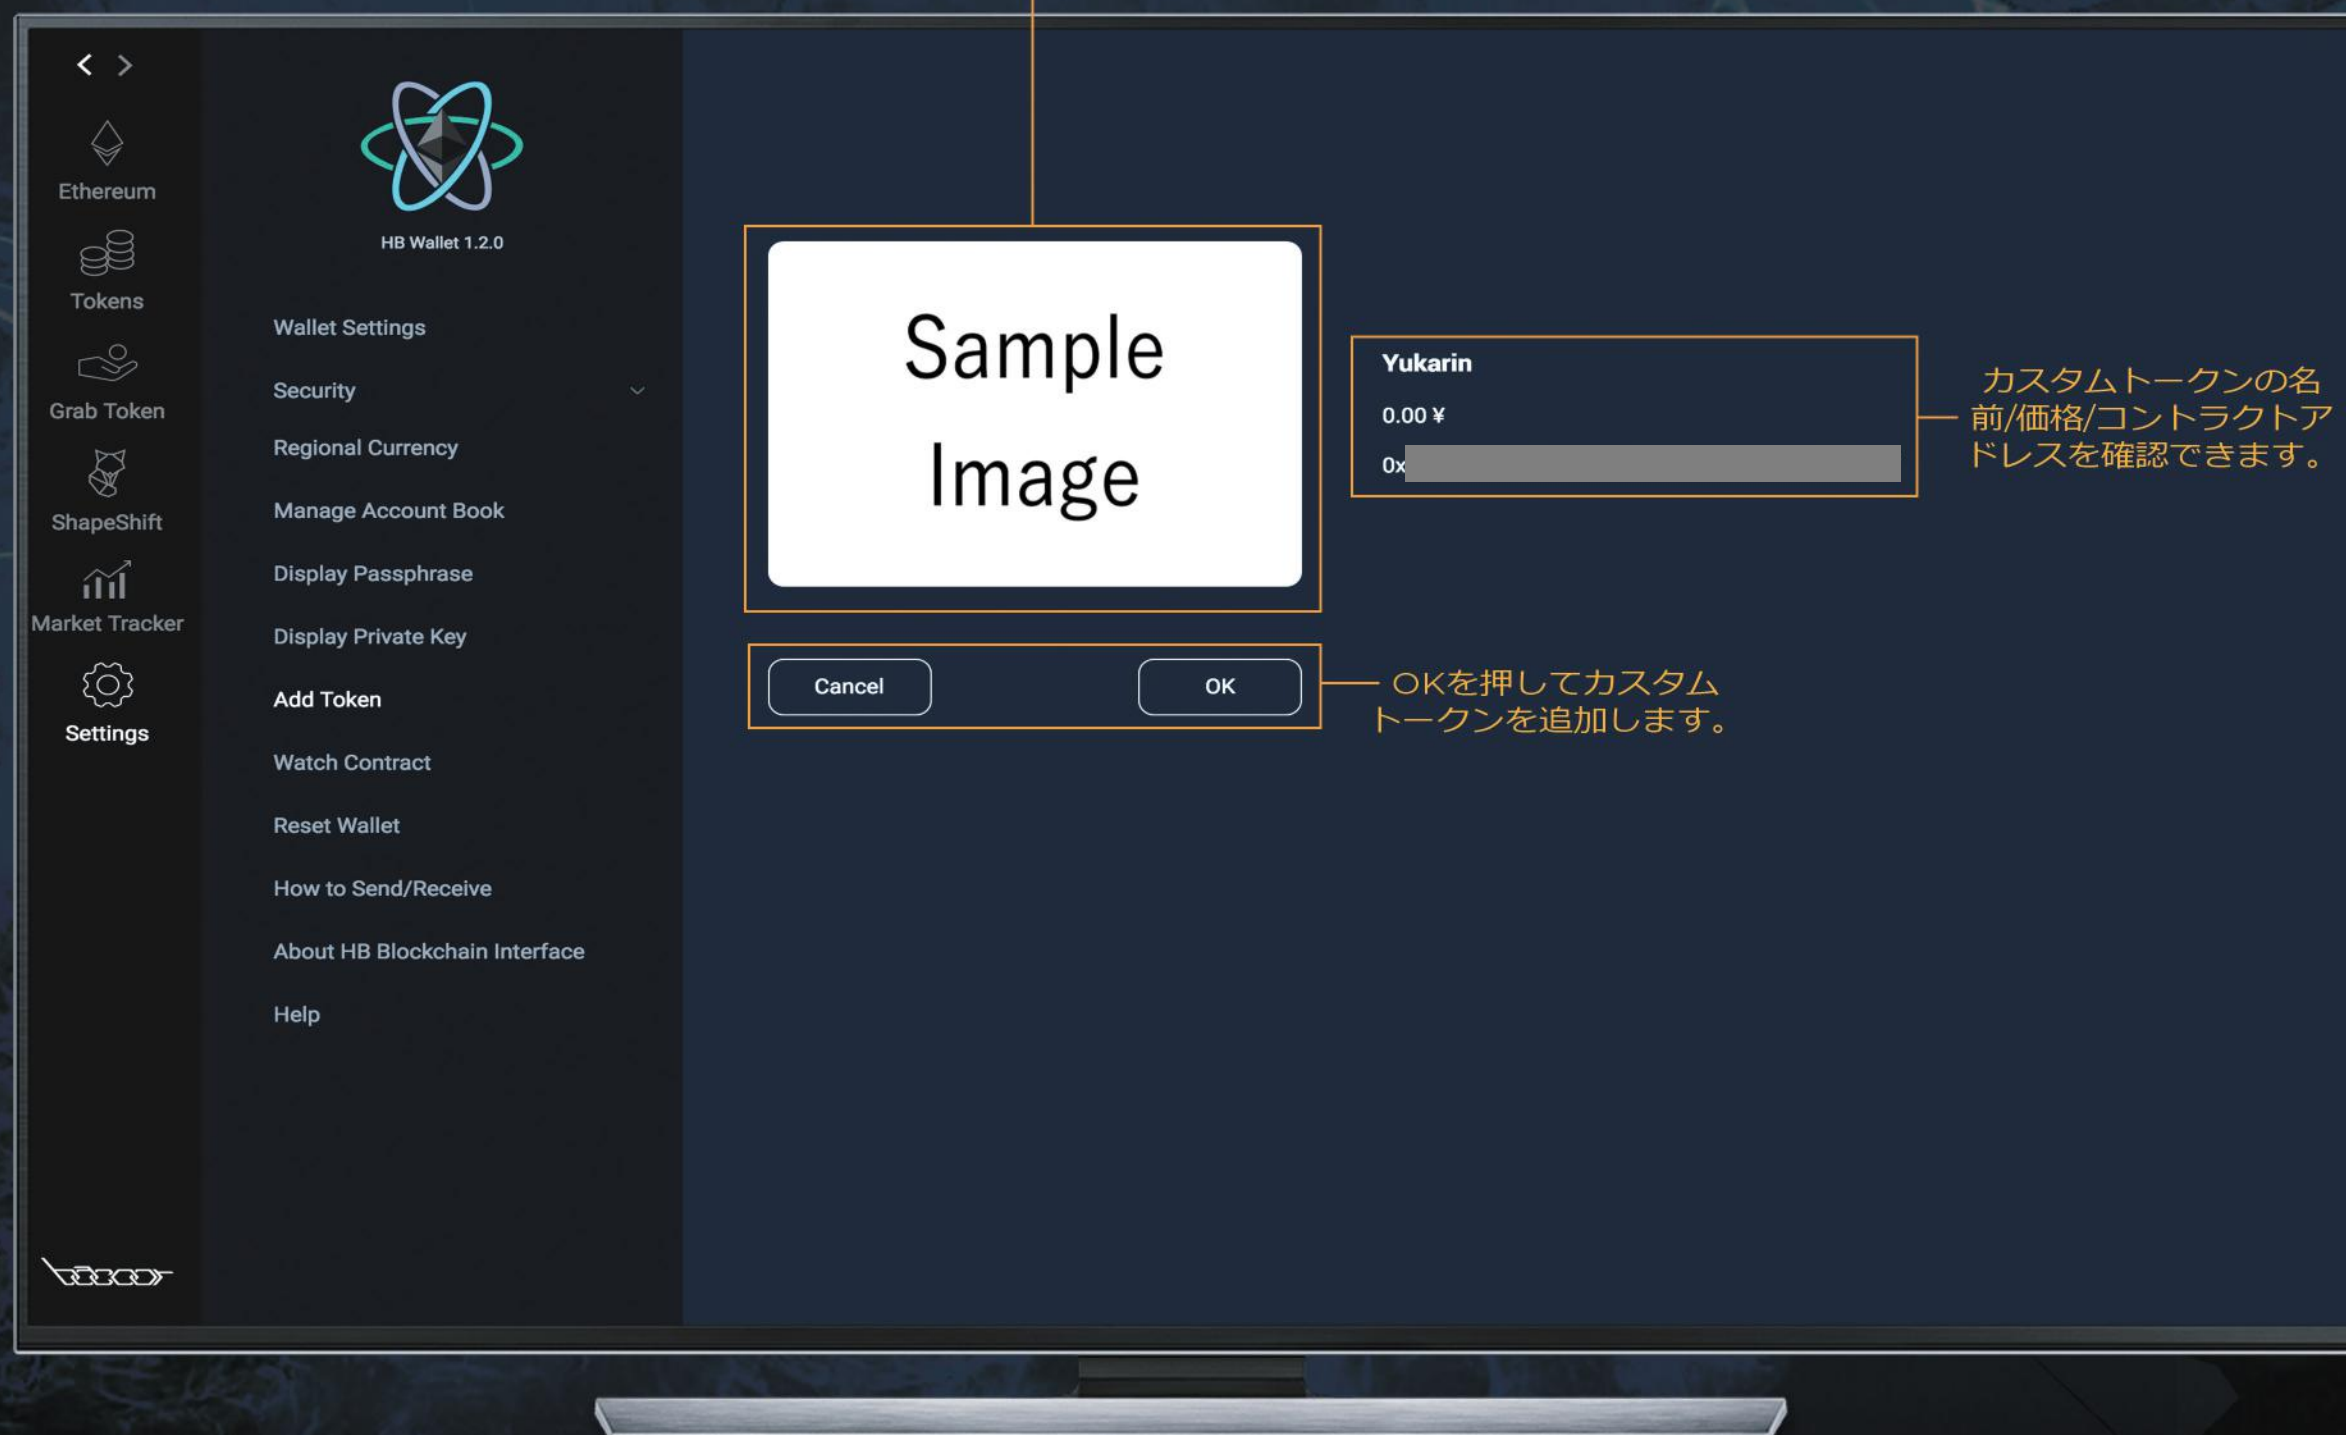 Ethereum
Tokens
Grab Token
ShapeShift
Market Tracker
Settings
HB Wallet 1.2.0
Wallet Settings
Security
Regional Currency
Manage Account Book
Display Passphrase
Display Private Key
Add Token
Watch Contract
Reset Wallet
How to Send/Receive
About HB Blockchain Interface
Help
Sample
Image
Cancel
OK
Yukarin
0.00 ¥
0x
カスタムトークンの名
前/価格/コントラクトア
ドレスを確認できます。
OKを押してカスタム
トークンを追加します。